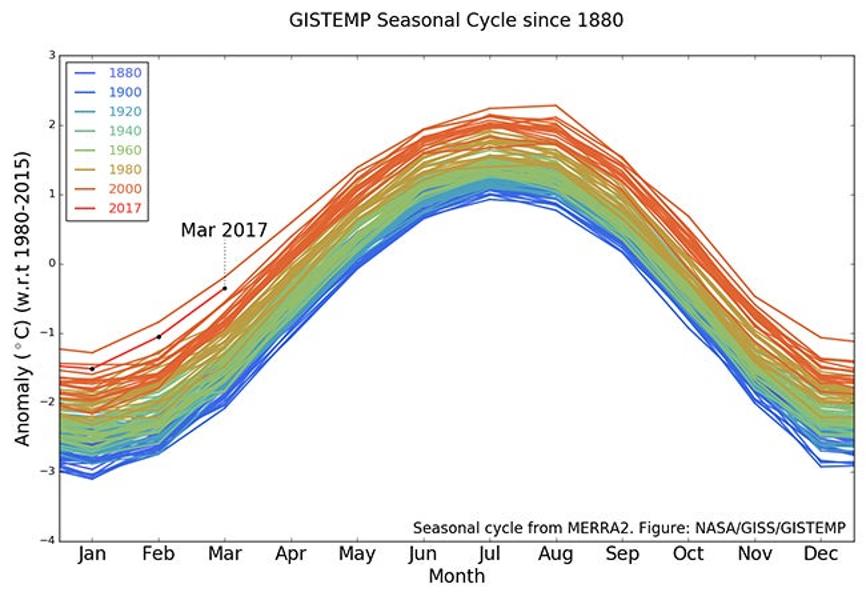 GISTEMP Seasonal Cycle since 1880
3
2
1
0
−1
−2
−3
−4
Anomaly (°C) (w.r.t 1980-2015)
1880
1900
1920
1940
1960
1980
2000
2017
Mar 2017
Seasonal cycle from MERRA2. Figure: NASA/GISS/GISTEMP
Jan Feb Mar Apr May Jun Jul Aug Sep Oct Nov Dec
Month